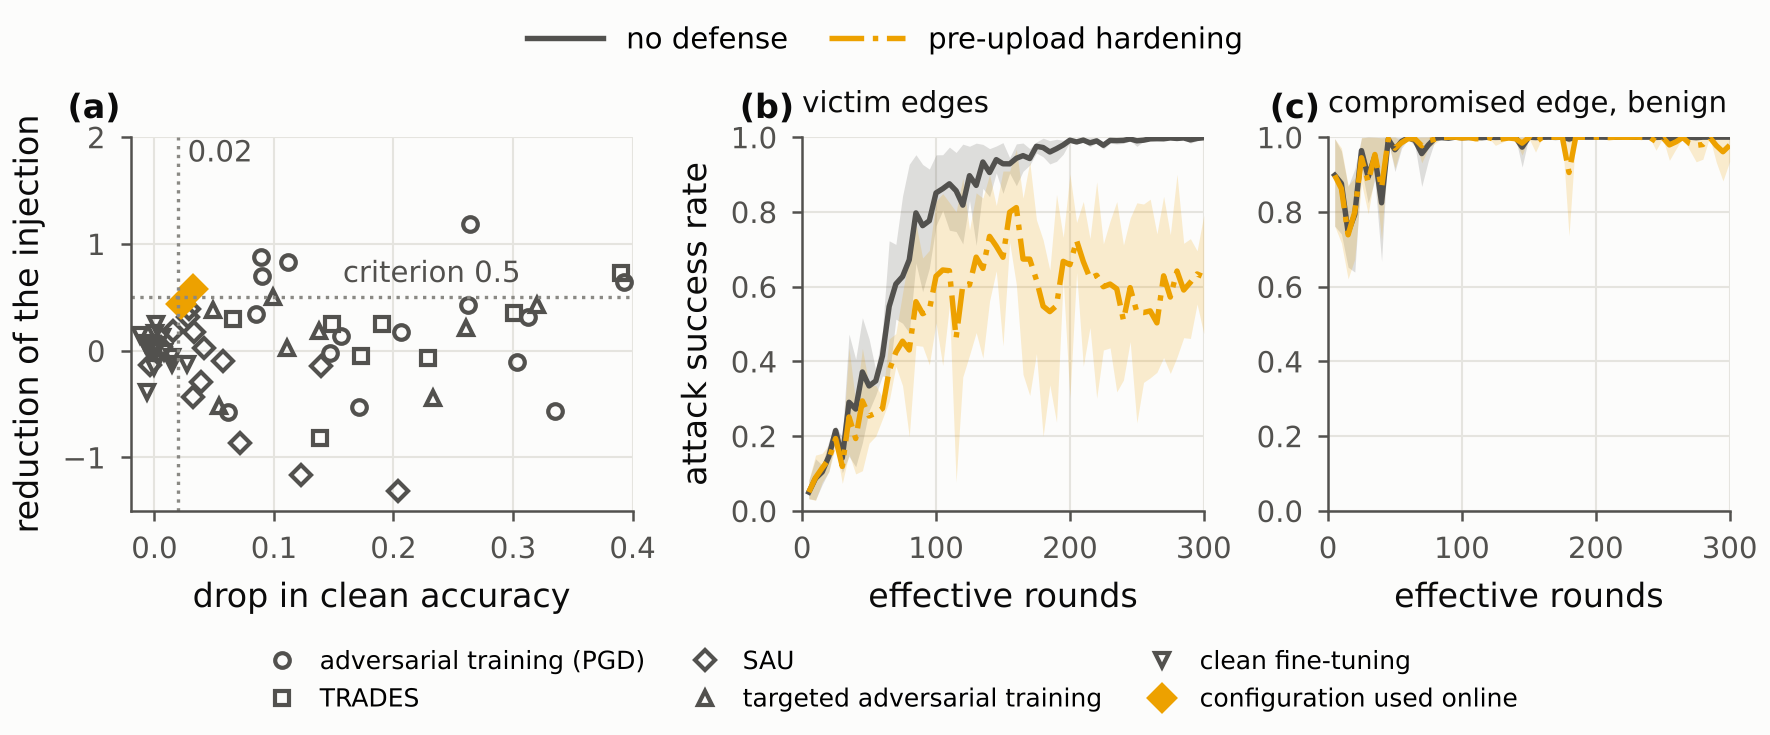 no defense
pre-upload hardening
(a)
reduction of the injection
2
1
0
−1
0.02
criterion 0.5
0.0
0.1
0.2
0.3
0.4
drop in clean accuracy
(b) victim edges
attack success rate
1.0
0.8
0.6
0.4
0.2
0.0
0
100
200
300
effective rounds
(c) compromised edge, benign
1.0
0.8
0.6
0.4
0.2
0.0
0
100
200
300
effective rounds
adversarial training (PGD)
TRADES
SAU
targeted adversarial training
clean fine-tuning
configuration used online